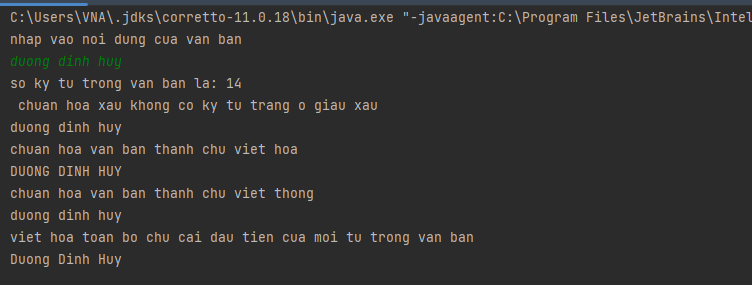 C:\Users\VNA\.jdks\corretto-11.0.18\bin\java.exe "-javaagent:C:\Program Files\JetBrains\Intel
nhap vao noi dung cua van ban
duong dinh huy
so ky tu trong van ban la: 14
chuan hoa xau khong co ky tu trang o giau xau
duong dinh huy
chuan hoa van ban thanh chu viet hoa
DUONG DINH HUY
chuan hoa van ban thanh chu viet thong
duong dinh huy
viet hoa toan bo chu cai dau tien cua moi tu trong van ban
Duong Dinh Huy